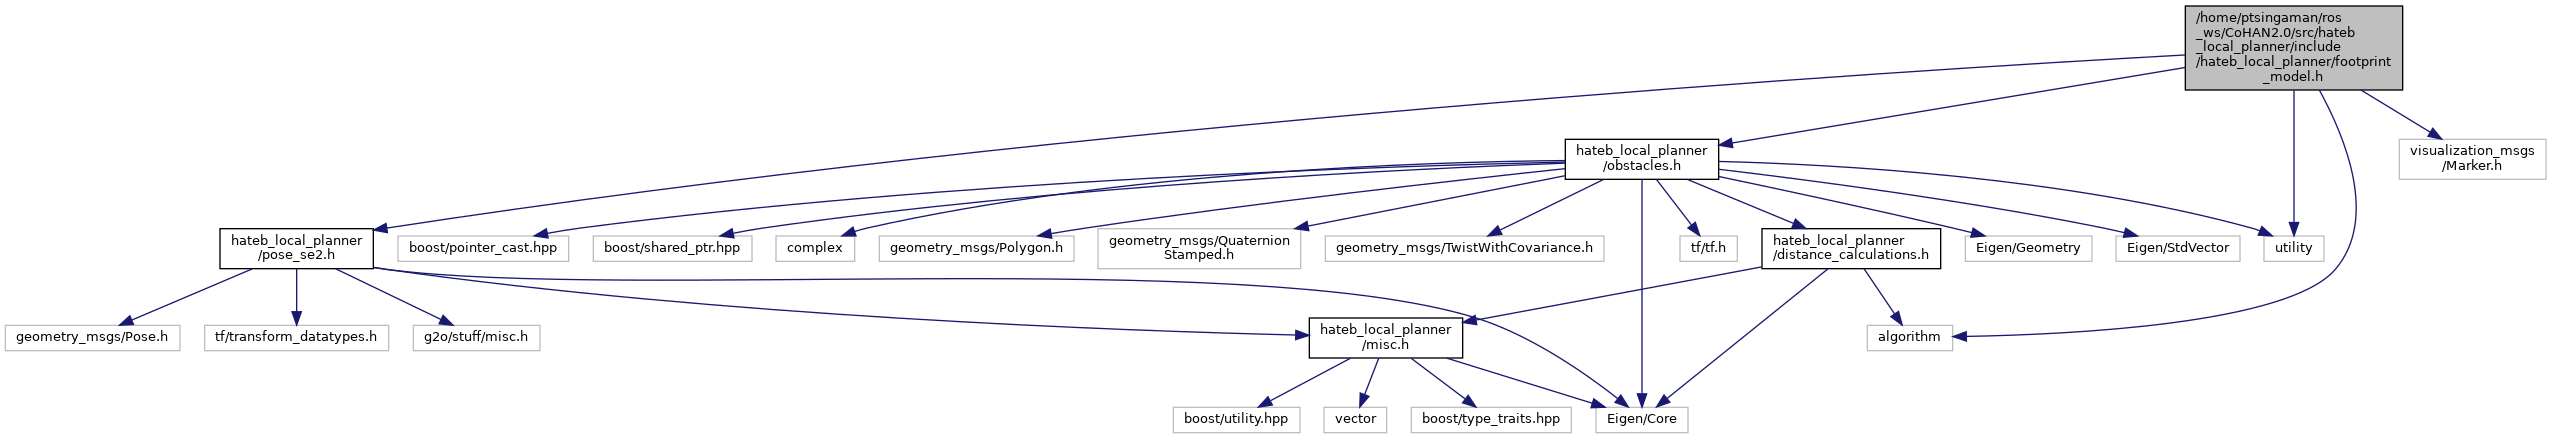 /home/ptsingaman/ros
_ws/CoHAN2.0/src/hateb
_local_planner/include
/hateb_local_planner/footprint
_model.h
hateb_local_planner
/obstacles.h
visualization_msgs
/Marker.h
hateb_local_planner
/pose_se2.h
boost/pointer_cast.hpp
boost/shared_ptr.hpp
complex
geometry_msgs/Polygon.h
geometry_msgs/Quaternion
Stamped.h
geometry_msgs/TwistWithCovariance.h
tf/tf.h
hateb_local_planner
/distance_calculations.h
Eigen/Geometry
Eigen/StdVector
utility
geometry_msgs/Pose.h
tf/transform_datatypes.h
g2o/stuff/misc.h
hateb_local_planner
/misc.h
algorithm
boost/utility.hpp
vector
boost/type_traits.hpp
Eigen/Core